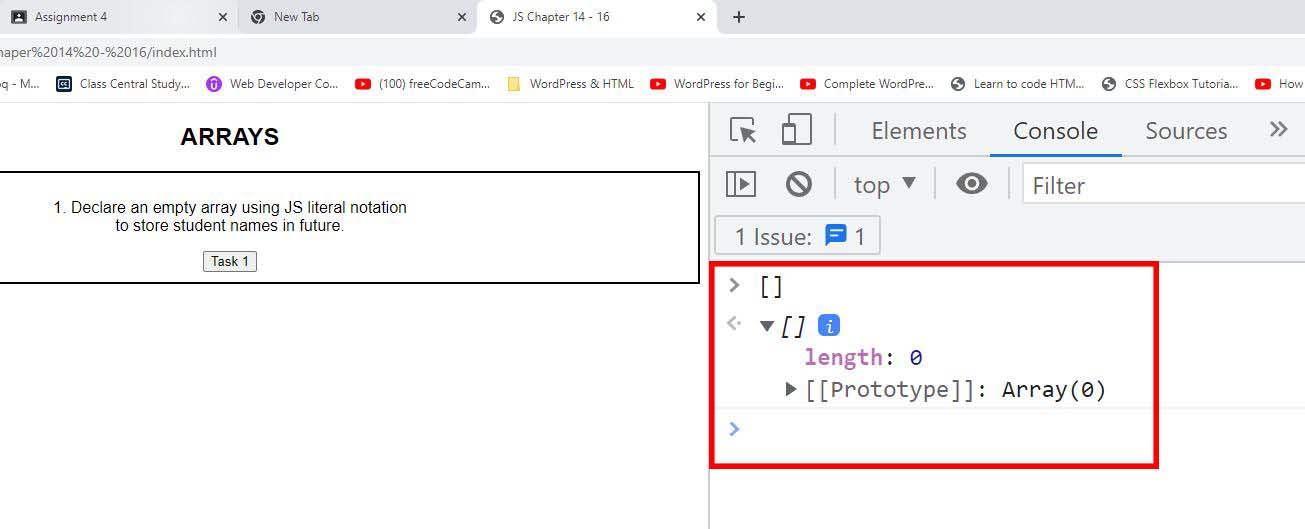 Assignment 4
New Tab
JS Chapter 14 - 16
haper%2014%20-%2016/index.html
q - M...
Class Central Study...
Web Developer Co...
(100) freeCodeCam...
WordPress & HTML
WordPress for Begi...
Complete WordPre...
Learn to code HTM...
CSS Flexbox Tutoria...
How
ARRAYS
1. Declare an empty array using JS literal notation
to store student names in future.
Task 1
Elements
Console
Sources
top
Filter
1 Issue: 1
[]
[] i
length: 0
[[Prototype]]: Array(0)